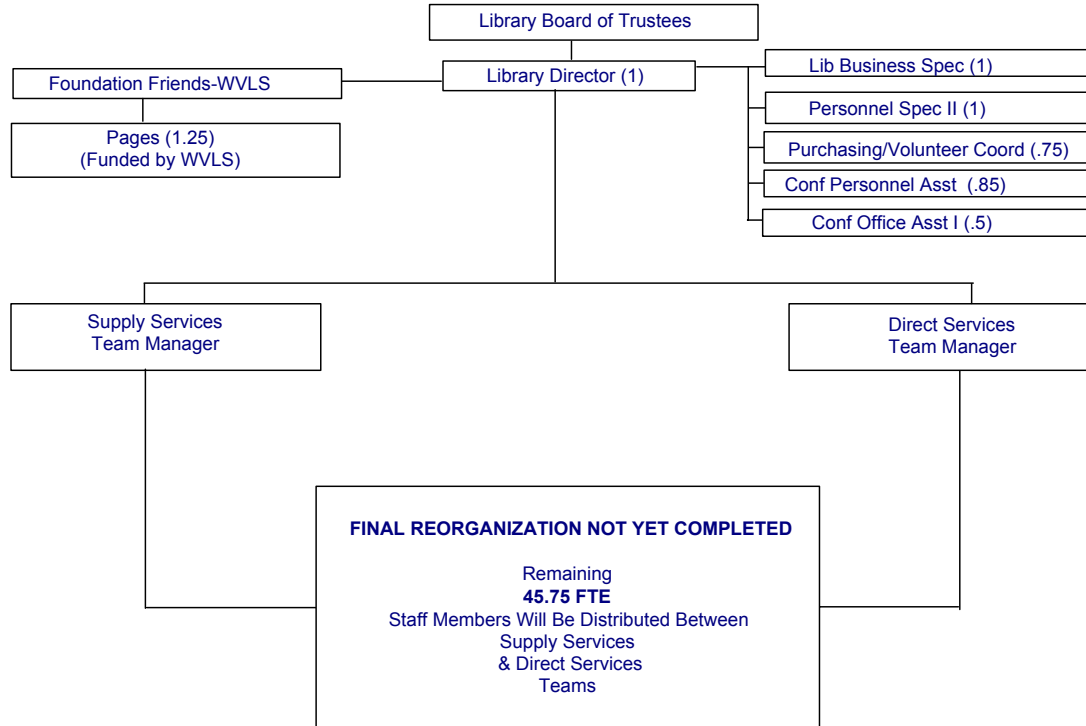 Library Board of Trustees
Library Director (1)
Foundation Friends-WVLS
Pages (1.25)
(Funded by WVLS)
Lib Business Spec (1)
Personnel Spec II (1)
Purchasing/Volunteer Coord (.75)
Conf Personnel Asst (.85)
Conf Office Asst I (.5)
Supply Services
Team Manager
Direct Services
Team Manager
FINAL REORGANIZATION NOT YET COMPLETED
Remaining
45.75 FTE
Staff Members Will Be Distributed Between
Supply Services
& Direct Services
Teams